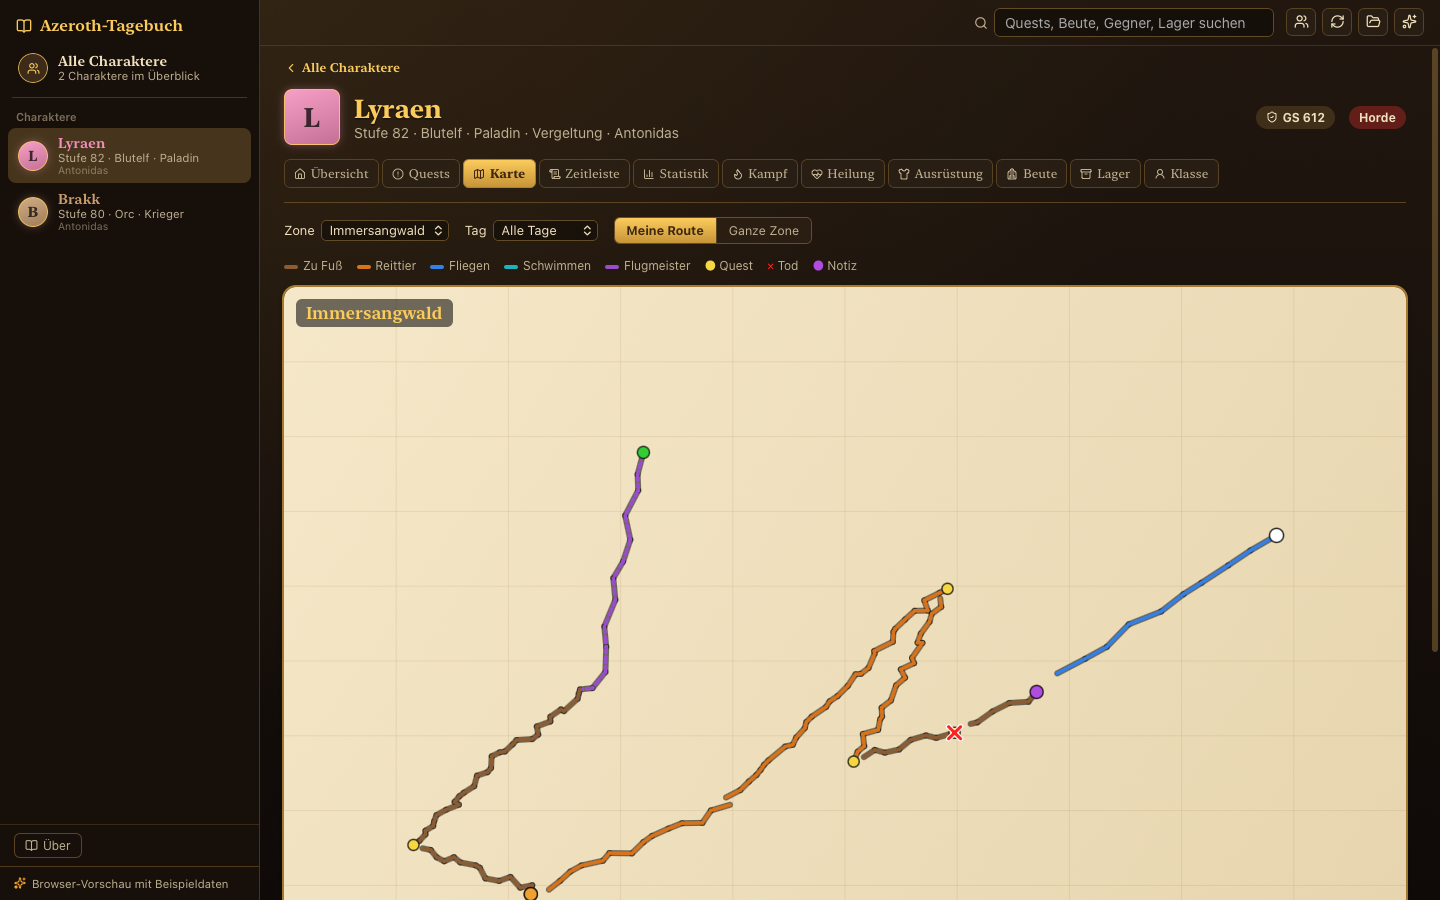 Azeroth-Tagebuch
Alle Charaktere
2 Charaktere im Überblick
Charaktere
L
Lyraen
Stufe 82 · Blutelf · Paladin
Antonidas
B
Brakk
Stufe 80 · Orc · Krieger
Antonidas
Über
Browser-Vorschau mit Beispieldaten
Quests, Beute, Gegner, Lager suchen
Alle Charaktere
L
Lyraen
Stufe 82 · Blutelf · Paladin · Vergeltung · Antonidas
GS 612
Horde
Übersicht
Quests
Karte
Zeitleiste
Statistik
Kampf
Heilung
Ausrüstung
Beute
Lager
Klasse
Zone Immersangwald Tag Alle Tage Meine Route Ganze Zone
Zu Fuß Reittier Fliegen Schwimmen Flugmeister Quest Tod Notiz
Immersangwald